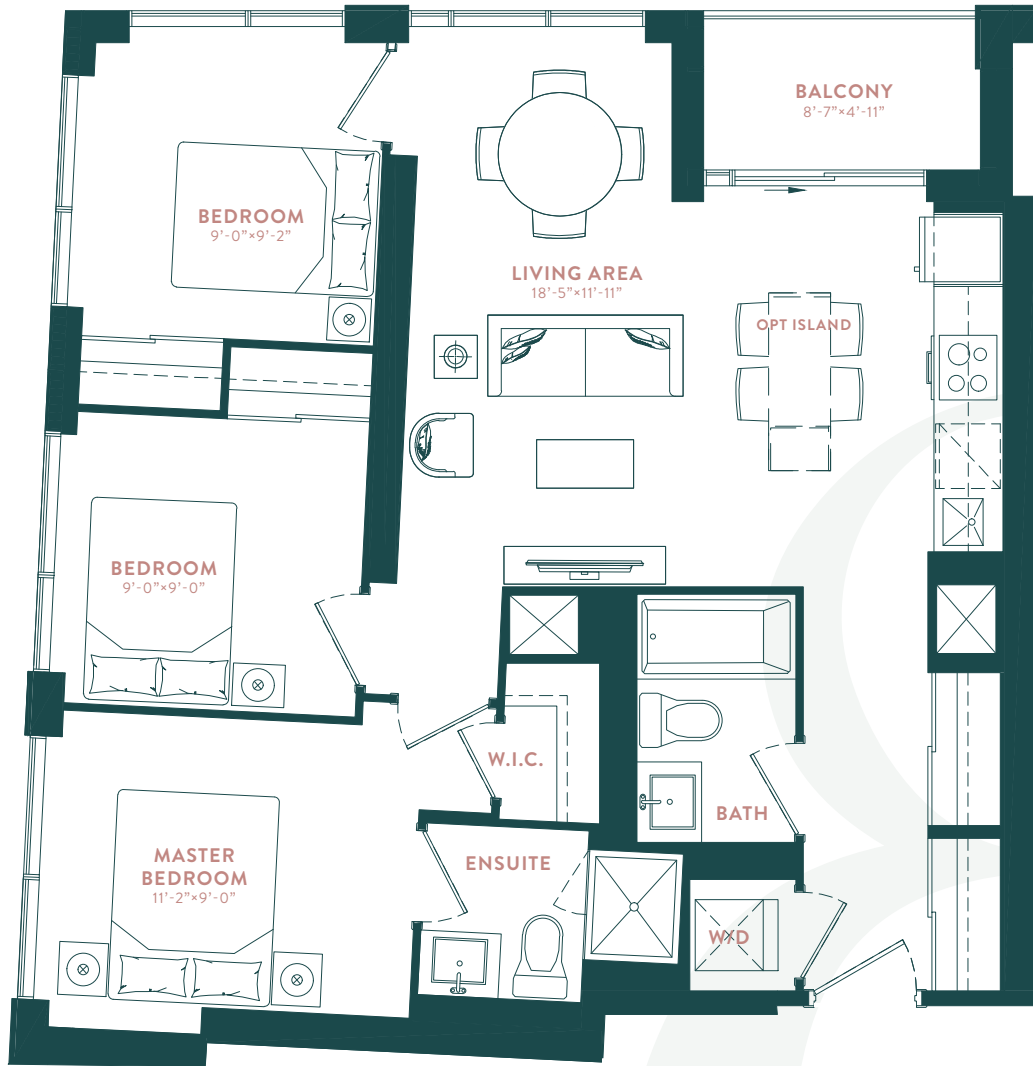 BALCONY
8'-7"×4'-11"
BEDROOM
9'-0"×9'-2"
LIVING AREA
18'-5"×11'-11"
OPT ISLAND
BEDROOM
9'-0"×9'-0"
W.I.C.
BATH
MASTER
BEDROOM
11'-2"×9'-0"
ENSUITE
W/D